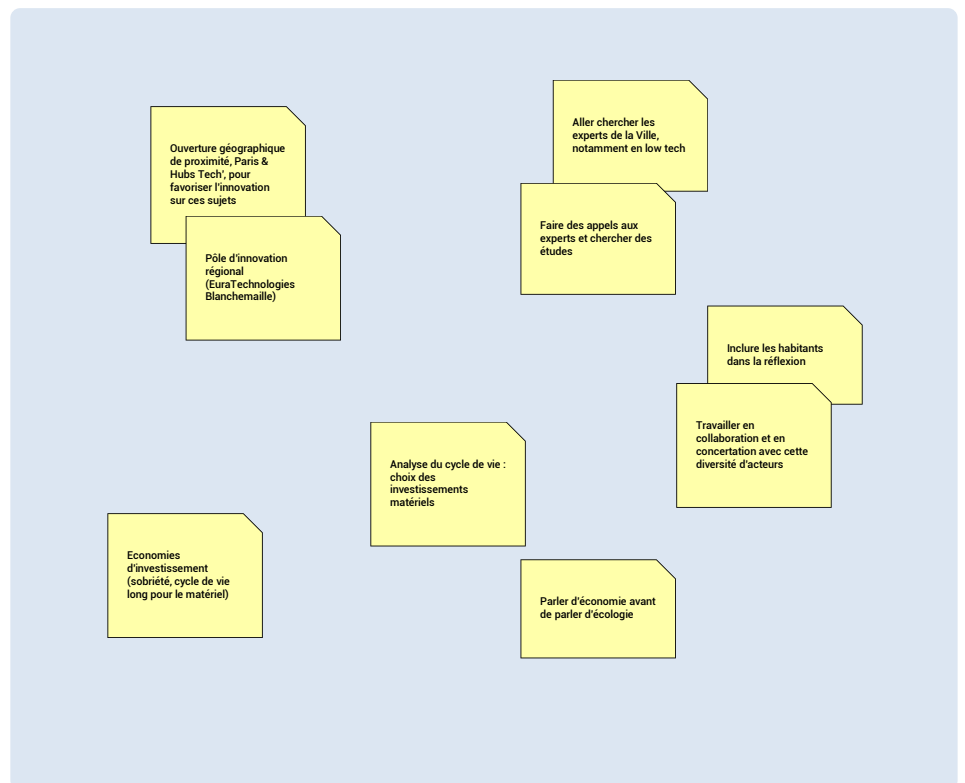 Ouverture géographique
de proximité, Paris &
Hubs Tech', pour
favoriser l'innovation
sur ces sujets
Pôle d'innovation
régional
(EuraTechnologies
Blanchemaille)
Aller chercher les
experts de la Ville,
notamment en low tech
Faire des appels aux
experts et chercher des
études
Inclure les habitants
dans la réflexion
Travailler en
collaboration et en
concertation avec cette
diversité d'acteurs
Analyse du cycle de vie :
choix des
investissements
matériels
Economies
d'investissement
(sobriété, cycle de vie
long pour le matériel)
Parler d'économie avant
de parler d'écologie